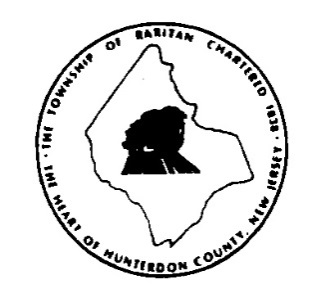 · THE TOWNSHIP OF RARITAN CHARTERED 1838 ·
THE HEART OF HUNTERDON COUNTY, NEW JERSEY